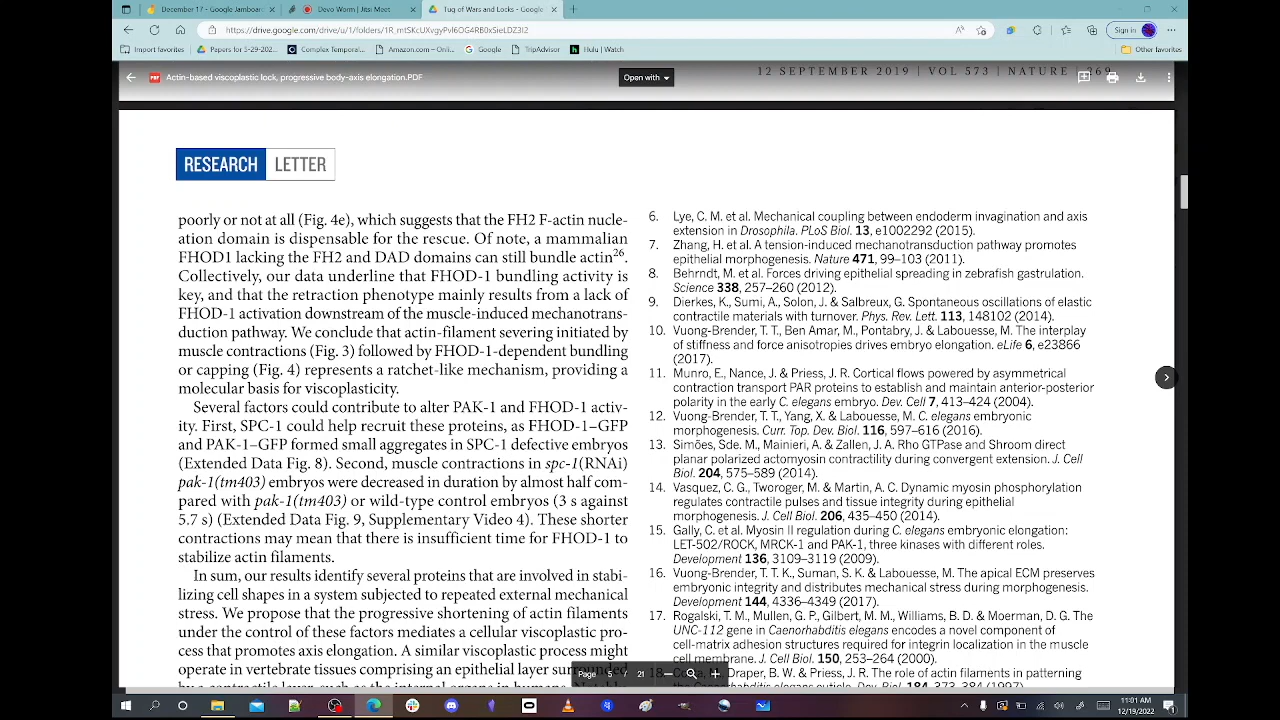 December 17 - Google Jamboard
Devo Worm | Jitsi Meet
Tug of Wars and Locks - Google
https://drive.google.com/drive/u/1/folders/1R_mtSKcUXvgyPvl6OG4RB0xSieLDZ3I2
Sign in
Import favorites
Papers for 5-29-202...
Complex Temporal...
Amazon.com – Onli...
Google
TripAdvisor
Hulu | Watch
Other favorites
Actin-based viscoplastic lock, progressive body-axis elongation.PDF
Open with
12 SEPTEMBER 2019 | VOL 573 | NATURE | 269
RESEARCH LETTER
poorly or not at all (Fig. 4e), which suggests that the FH2 F-actin nucle-
ation domain is dispensable for the rescue. Of note, a mammalian
FHOD1 lacking the FH2 and DAD domains can still bundle actin26.
Collectively, our data underline that FHOD-1 bundling activity is
key, and that the retraction phenotype mainly results from a lack of
FHOD-1 activation downstream of the muscle-induced mechanotrans-
duction pathway. We conclude that actin-filament severing initiated by
muscle contractions (Fig. 3) followed by FHOD-1-dependent bundling
or capping (Fig. 4) represents a ratchet-like mechanism, providing a
molecular basis for viscoplasticity.
Several factors could contribute to alter PAK-1 and FHOD-1 activ-
ity. First, SPC-1 could help recruit these proteins, as FHOD-1–GFP
and PAK-1–GFP formed small aggregates in SPC-1 defective embryos
(Extended Data Fig. 8). Second, muscle contractions in spc-1(RNAi)
pak-1(tm403) embryos were decreased in duration by almost half com-
pared with pak-1(tm403) or wild-type control embryos (3 s against
5.7 s) (Extended Data Fig. 9, Supplementary Video 4). These shorter
contractions may mean that there is insufficient time for FHOD-1 to
stabilize actin filaments.
In sum, our results identify several proteins that are involved in stabi-
lizing cell shapes in a system subjected to repeated external mechanical
stress. We propose that the progressive shortening of actin filaments
under the control of these factors mediates a cellular viscoplastic pro-
cess that promotes axis elongation. A similar viscoplastic process might
operate in vertebrate tissues comprising an epithelial layer surrounded
6. Lye, C. M. et al. Mechanical coupling between endoderm invagination and axis
extension in Drosophila. PLoS Biol. 13, e1002292 (2015).
7. Zhang, H. et al. A tension-induced mechanotransduction pathway promotes
epithelial morphogenesis. Nature 471, 99–103 (2011).
8. Behrndt, M. et al. Forces driving epithelial spreading in zebrafish gastrulation.
Science 338, 257–260 (2012).
9. Dierkes, K., Sumi, A., Solon, J. & Salbreux, G. Spontaneous oscillations of elastic
contractile materials with turnover. Phys. Rev. Lett. 113, 148102 (2014).
10. Vuong-Brender, T. T., Ben Amar, M., Pontabry, J. & Labouesse, M. The interplay
of stiffness and force anisotropies drives embryo elongation. eLife 6, e23866
(2017).
11. Munro, E., Nance, J. & Priess, J. R. Cortical flows powered by asymmetrical
contraction transport PAR proteins to establish and maintain anterior-posterior
polarity in the early C. elegans embryo. Dev. Cell 7, 413–424 (2004).
12. Vuong-Brender, T. T., Yang, X. & Labouesse, M. C. elegans embryonic
morphogenesis. Curr. Top. Dev. Biol. 116, 597–616 (2016).
13. Simões, Sde. M., Mainieri, A. & Zallen, J. A. Rho GTPase and Shroom direct
planar polarized actomyosin contractility during convergent extension. J. Cell
Biol. 204, 575–589 (2014).
14. Vasquez, C. G., Tworoger, M. & Martin, A. C. Dynamic myosin phosphorylation
regulates contractile pulses and tissue integrity during epithelial
morphogenesis. J. Cell Biol. 206, 435–450 (2014).
15. Gally, C. et al. Myosin II regulation during C. elegans embryonic elongation:
LET-502/ROCK, MRCK-1 and PAK-1, three kinases with different roles.
Development 136, 3109–3119 (2009).
16. Vuong-Brender, T. T. K., Suman, S. K. & Labouesse, M. The apical ECM preserves
embryonic integrity and distributes mechanical stress during morphogenesis.
Development 144, 4336–4349 (2017).
17. Rogalski, T. M., Mullen, G. P., Gilbert, M. M., Williams, B. D. & Moerman, D. G. The
UNC-112 gene in Caenorhabditis elegans encodes a novel component of
cell-matrix adhesion structures required for integrin localization in the muscle
cell membrane. J. Cell Biol. 150, 253–264 (2000).
Draper, B. W. & Priess, J. R. The role of actin filaments in patterning
Page 5 / 21
11:01 AM
12/19/2022